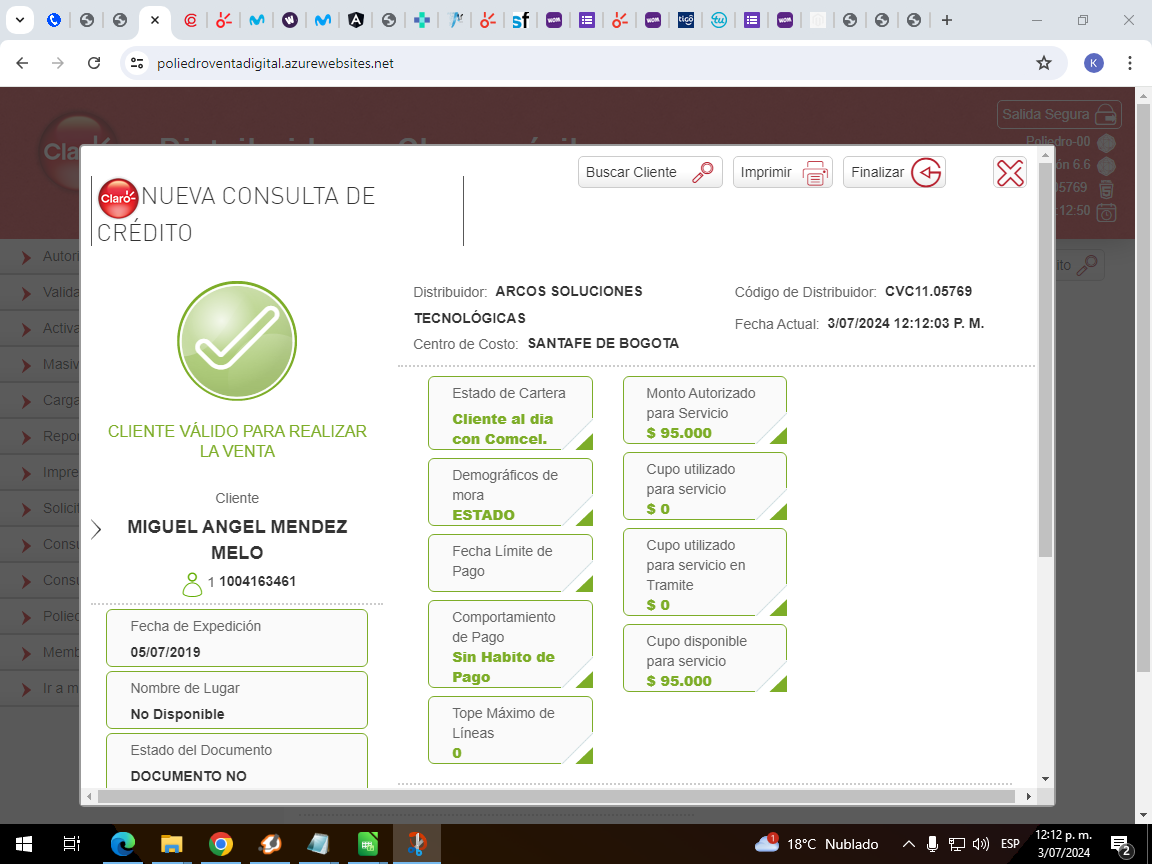 poliedroventadigital.azurewebsites.net
K
Salida Segura
Poliedro-00
6.6
05769
12:50
Buscar Cliente
Imprimir
Finalizar
Claro
NUEVA CONSULTA DE
CRÉDITO
CLIENTE VÁLIDO PARA REALIZAR
LA VENTA
Cliente
MIGUEL ANGEL MENDEZ
MELO
1 1004163461
Fecha de Expedición
05/07/2019
Nombre de Lugar
No Disponible
Estado del Documento
DOCUMENTO NO
Distribuidor: ARCOS SOLUCIONES
TECNOLÓGICAS
Centro de Costo: SANTAFE DE BOGOTA
Código de Distribuidor: CVC11.05769
Fecha Actual: 3/07/2024 12:12:03 P. M.
Estado de Cartera
Cliente al dia
con Comcel.
Demográficos de
mora
ESTADO
Fecha Límite de
Pago
Comportamiento
de Pago
Sin Habito de
Pago
Tope Máximo de
Líneas
0
Monto Autorizado
para Servicio
$ 95.000
Cupo utilizado
para servicio
$ 0
Cupo utilizado
para servicio en
Tramite
$ 0
Cupo disponible
para servicio
$ 95.000
Autori
Valida
Activa
Masiv
Carga
Repor
Impre
Solicit
Consu
Consu
Polied
Memb
Ir a m
1
18°C Nublado
ESP
12:12 p. m.
3/07/2024
2